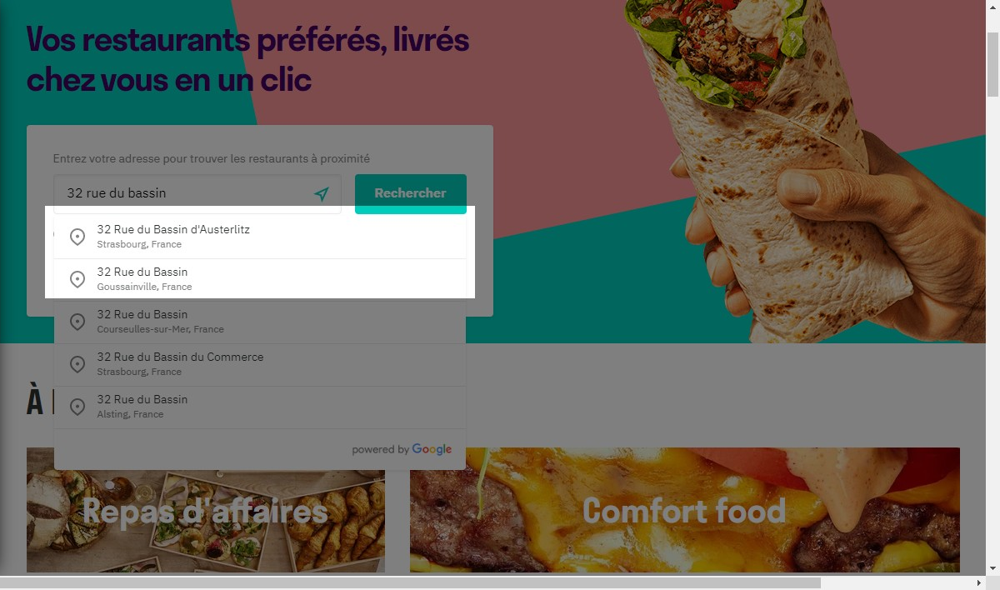 Vos restaurants préférés, livrés
chez vous en un clic
Entrez votre adresse pour trouver les restaurants à proximité
32 rue du bassin
Rechercher
32 Rue du Bassin d'Austerlitz
Strasbourg, France
32 Rue du Bassin
Goussainville, France
32 Rue du Bassin
Courseulles-sur-Mer, France
32 Rue du Bassin du Commerce
Strasbourg, France
32 Rue du Bassin
Alsting, France
À
powered by Google
Repas d'affaires
Comfort food